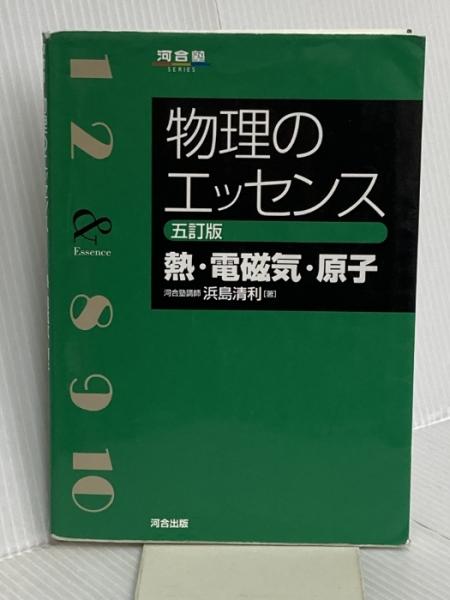 河合塾
SERIES
物理の
エッセンス
五訂版
熱・電磁気・原子
河合塾講師 浜島清利[著]
1
2
&
Essence
8
9
10
河合出版